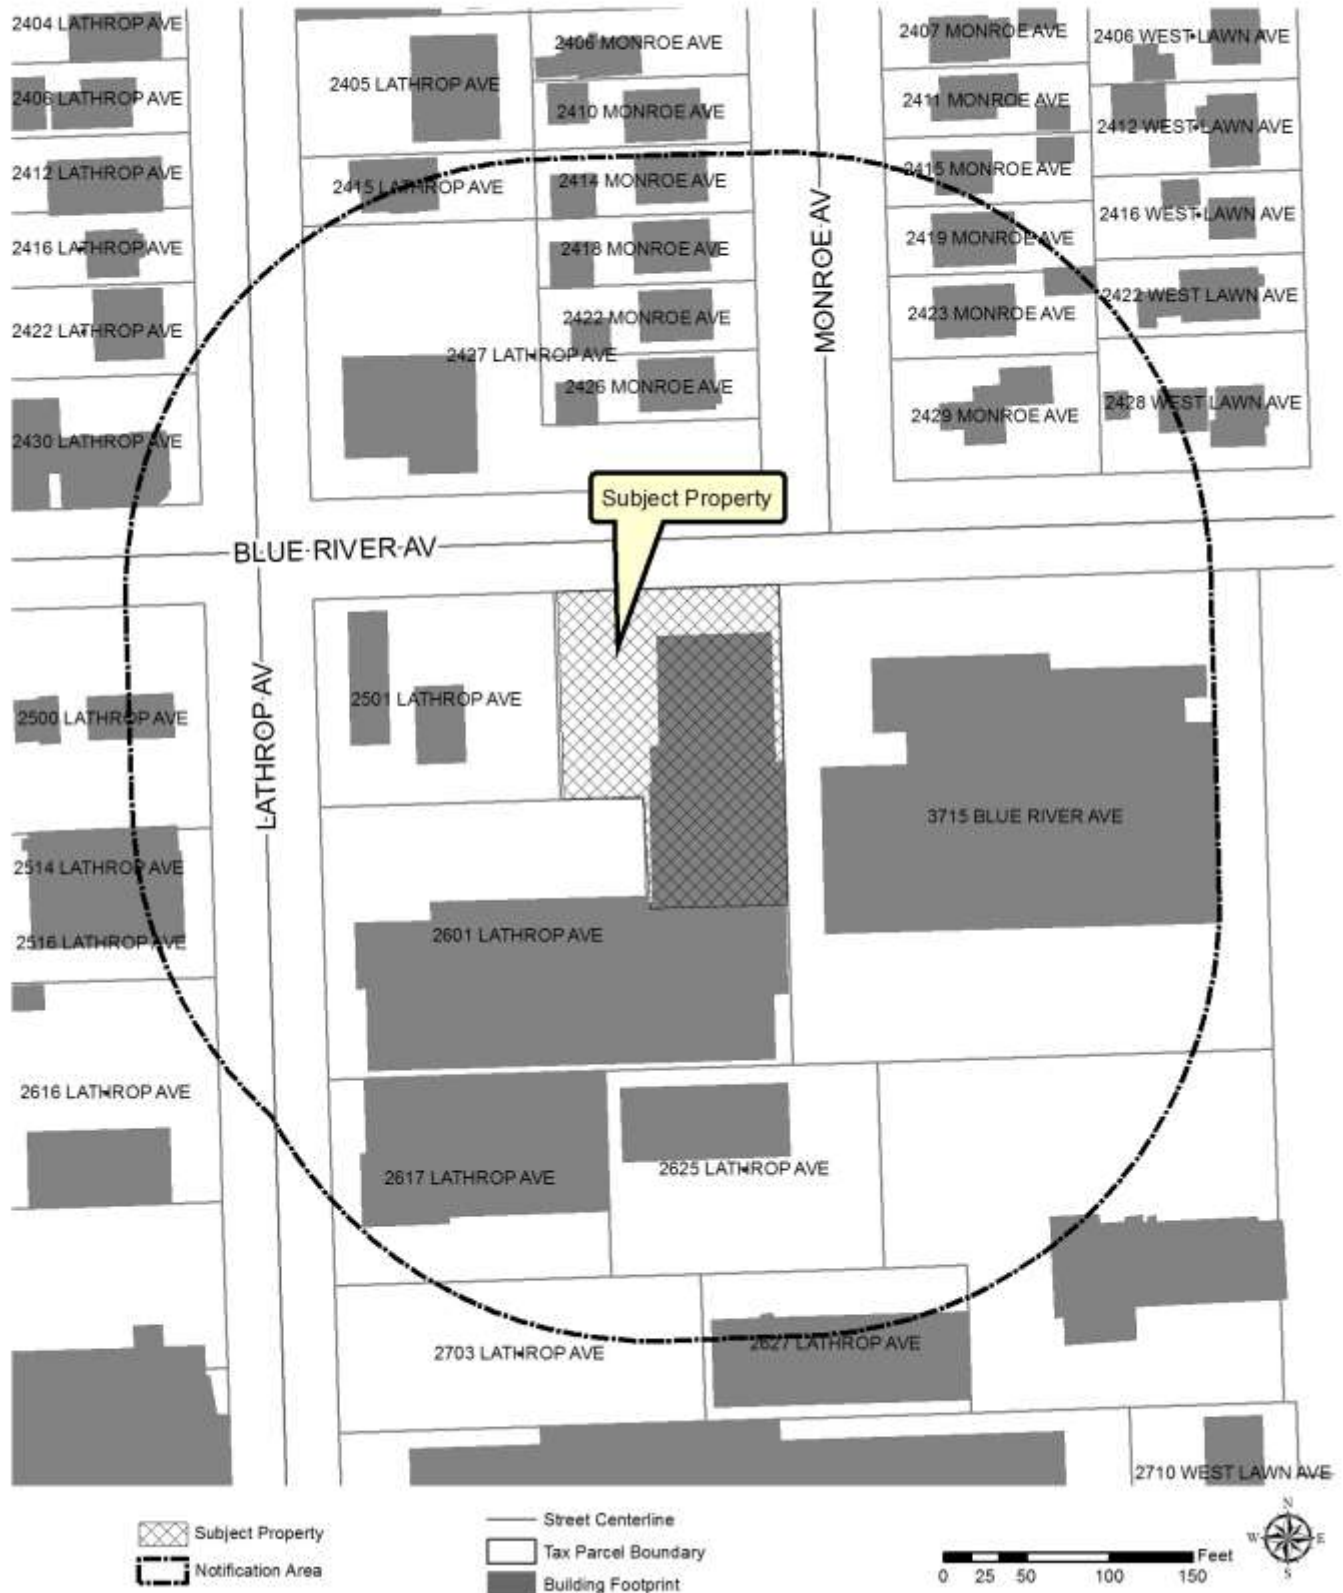 2404 LATHROP AVE
2406 MONROE AVE
2407 MONROE AVE
2406 WEST LAWN AVE
2405 LATHROP AVE
2406 LATHROP AVE
2410 MONROE AVE
2411 MONROE AVE
2412 WEST LAWN AVE
2412 LATHROP AVE
2415 LATHROP AVE
2414 MONROE AVE
2415 MONROE AVE
2416 WEST LAWN AVE
2416 LATHROP AVE
2418 MONROE AVE
MONROE AV
2419 MONROE AVE
2422 LATHROP AVE
2422 MONROE AVE
2423 MONROE AVE
2422 WEST LAWN AVE
2427 LATHROP AVE
2426 MONROE AVE
2429 MONROE AVE
2428 WEST LAWN AVE
2430 LATHROP AVE
Subject Property
BLUE RIVER AV
2500 LATHROP AVE
LATHROP AV
2501 LATHROP AVE
3715 BLUE RIVER AVE
2514 LATHROP AVE
2516 LATHROP AVE
2601 LATHROP AVE
2616 LATHROP AVE
2617 LATHROP AVE
2625 LATHROP AVE
2703 LATHROP AVE
2627 LATHROP AVE
2710 WEST LAWN AVE
Subject Property
Notification Area
Street Centerline
Tax Parcel Boundary
Building Footprint
Feet
0 25 50 100 150
N
W E
S